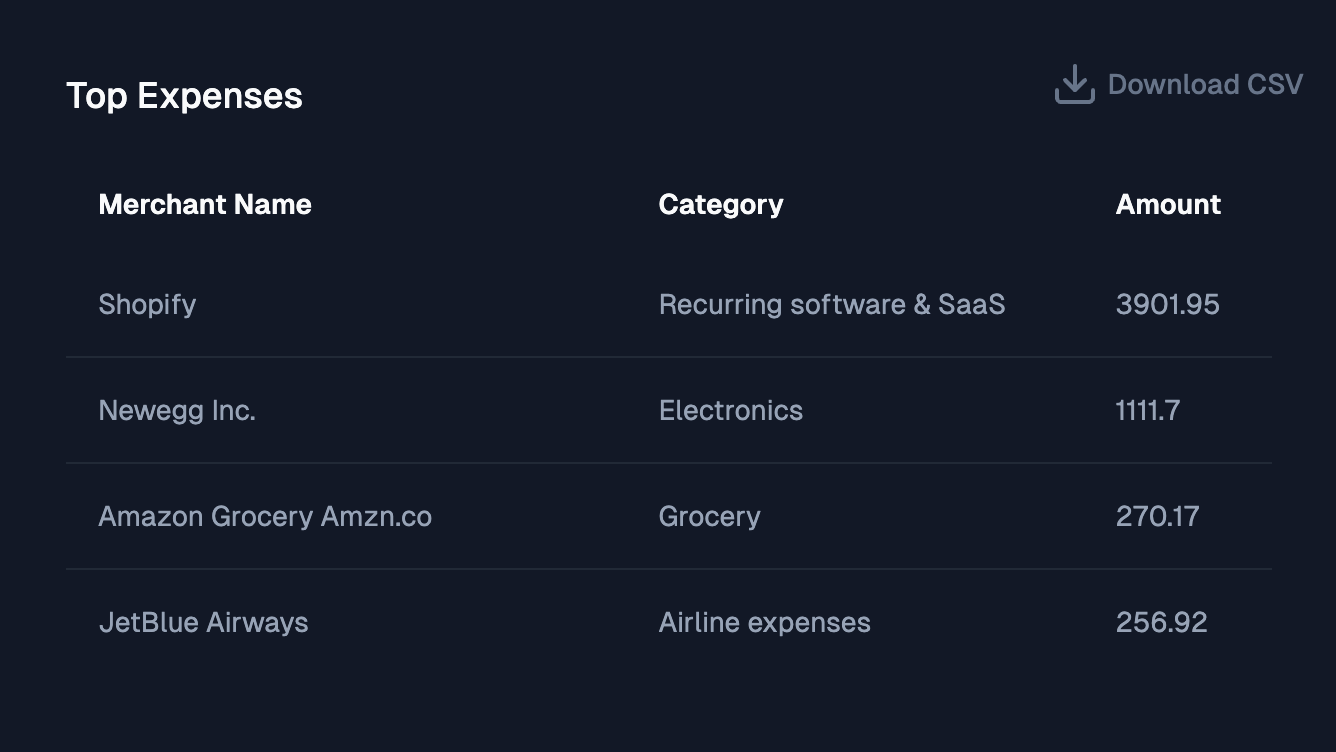 Top Expenses
Download CSV
Merchant Name Category Amount
Shopify Recurring software & SaaS 3901.95
Newegg Inc. Electronics 1111.7
Amazon Grocery Amzn.co Grocery 270.17
JetBlue Airways Airline expenses 256.92